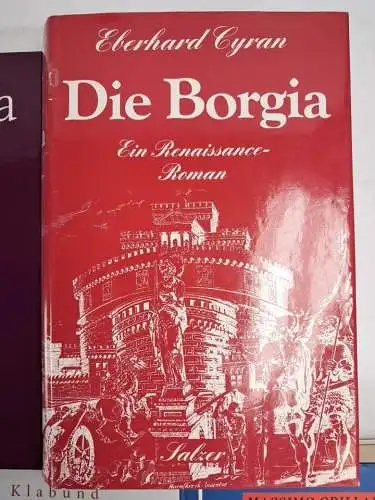 Eberhard Cyran
Die Borgia
Ein Renaissance-
Roman
Salzer
a
Klabund